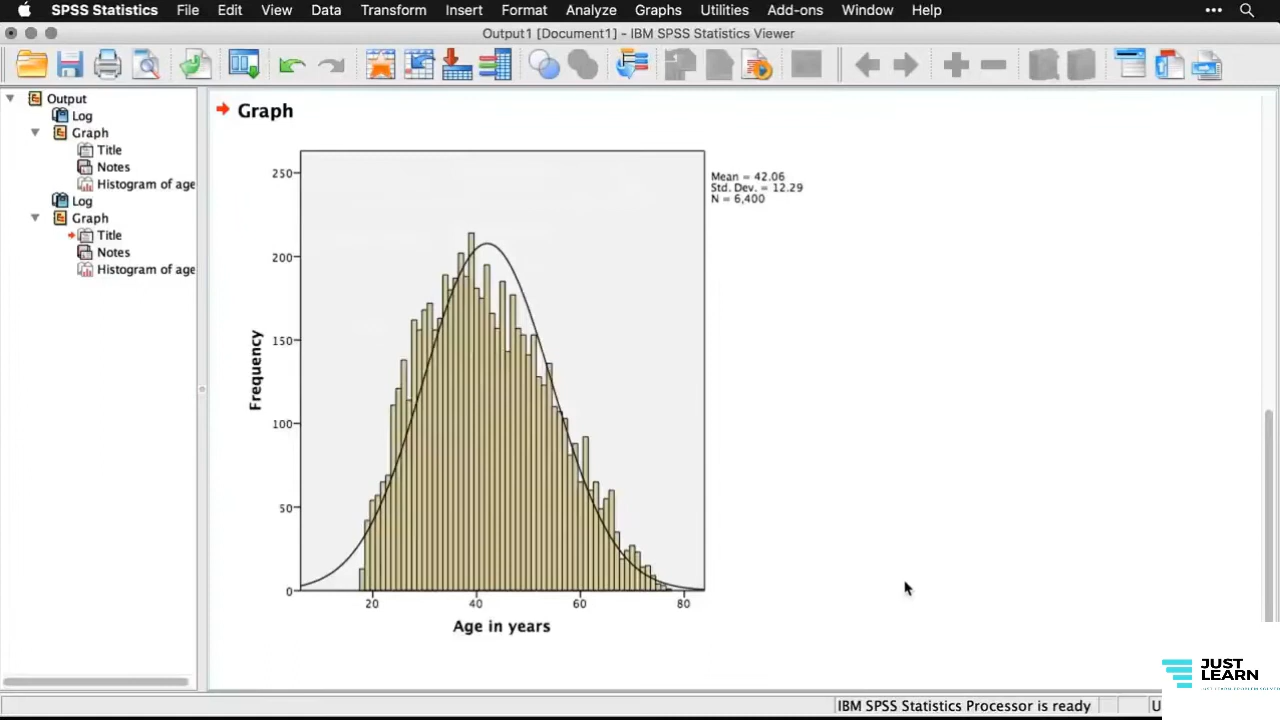 SPSS Statistics File Edit View Data Transform Insert Format Analyze Graphs Utilities Add-ons Window Help
Output1 [Document1] - IBM SPSS Statistics Viewer
Output
Log
Graph
Title
Notes
Histogram of age
Log
Graph
Title
Notes
Histogram of age
Graph
Mean = 42.06
Std. Dev. = 12.29
N = 6,400
250
200
150
100
50
0
Frequency
20 40 60 80
Age in years
JUST
LEARN
IBM SPSS Statistics Processor is ready
U